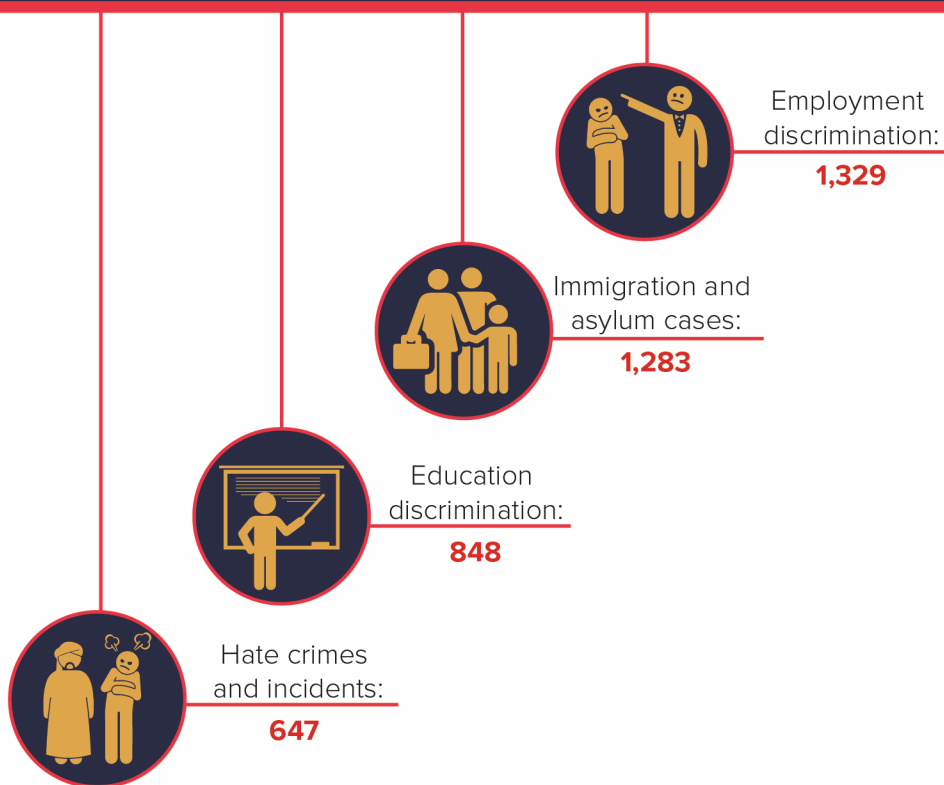 Employment
discrimination:
1,329
Immigration and
asylum cases:
1,283
Education
discrimination:
848
Hate crimes
and incidents:
647